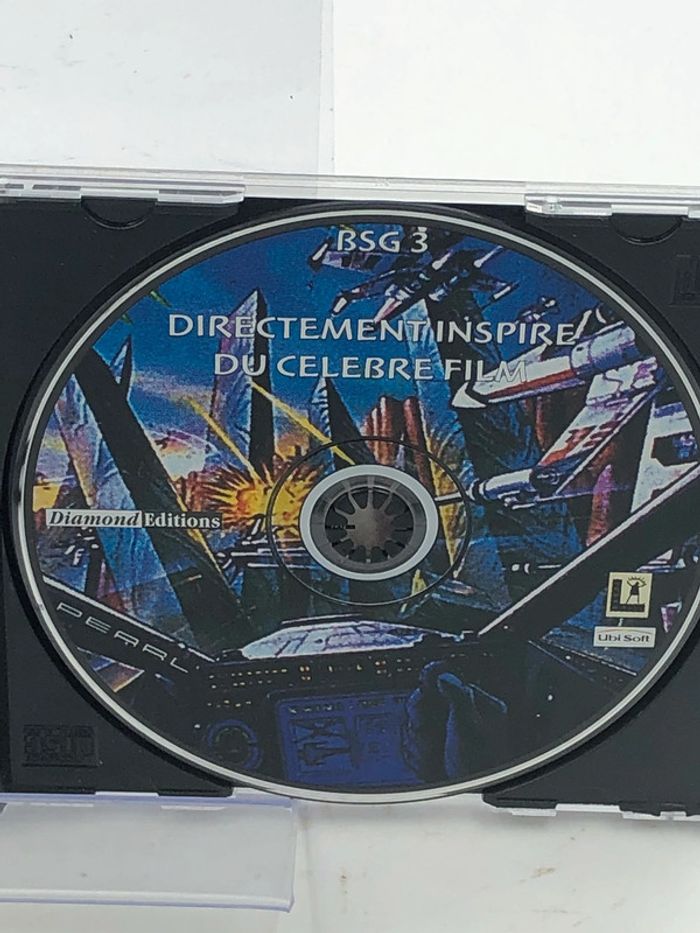 BSG 3
DIRECTEMENT INSPIRE
DU CELEBRE FILM
Diamond Editions
Ubi Soft
PEARL